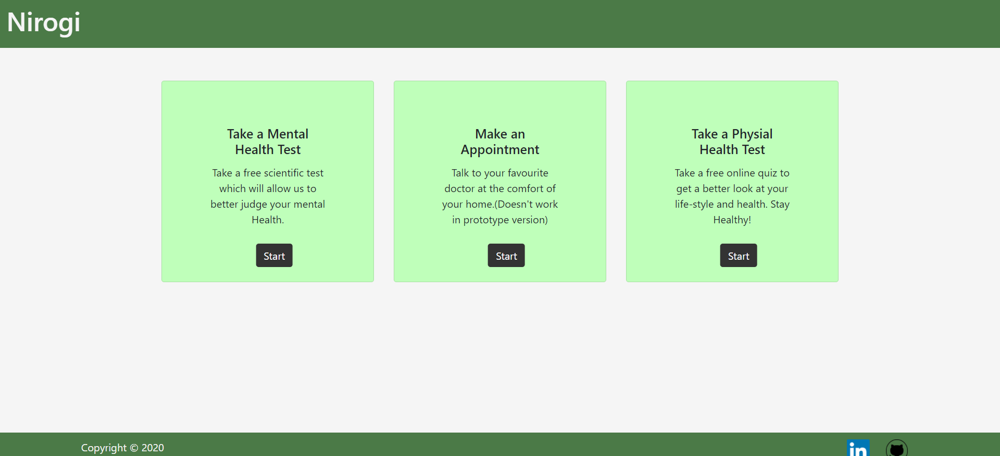 Nirogi
Take a Mental
Health Test
Take a free scientific test
which will allow us to
better judge your mental
Health.
Start
Make an
Appointment
Talk to your favourite
doctor at the comfort of
your home.(Doesn't work
in prototype version)
Start
Take a Physial
Health Test
Take a free online quiz to
get a better look at your
life-style and health. Stay
Healthy!
Start
Copyright © 2020
in